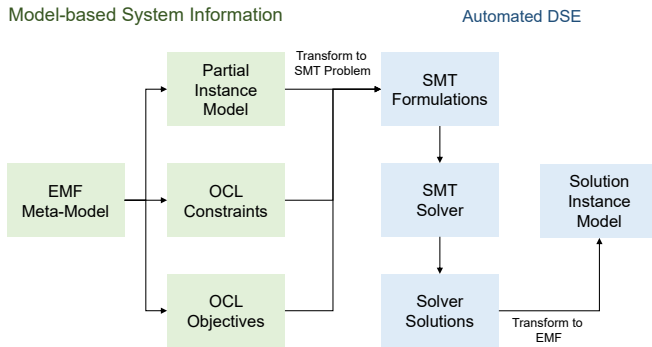 Model-based System Information
Automated DSE
Partial
Instance
Model
Transform to
SMT Problem
SMT
Formulations
EMF
Meta-Model
OCL
Constraints
SMT
Solver
Solution
Instance
Model
OCL
Objectives
Solver
Solutions
Transform to
EMF